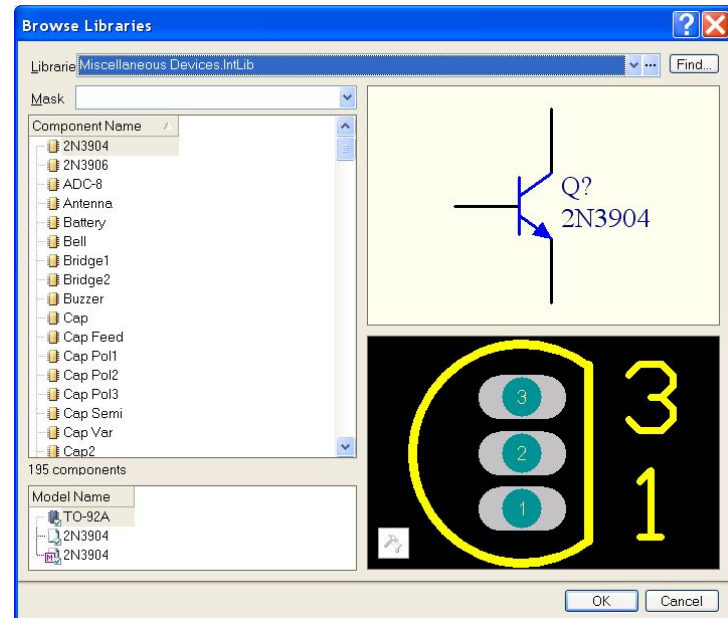 Browse Libraries
Librarie Miscellaneous Devices.IntLib ... Find...
Mask
Component Name
2N3904
2N3906
ADC-8
Antenna
Battery
Bell
Bridge1
Bridge2
Buzzer
Cap
Cap Feed
Cap Pol1
Cap Pol2
Cap Pol3
Cap Semi
Cap Var
Cap2
195 components
Model Name
TO-92A
2N3904
2N3904
Q?
2N3904
3
2
1
3
1
OK Cancel